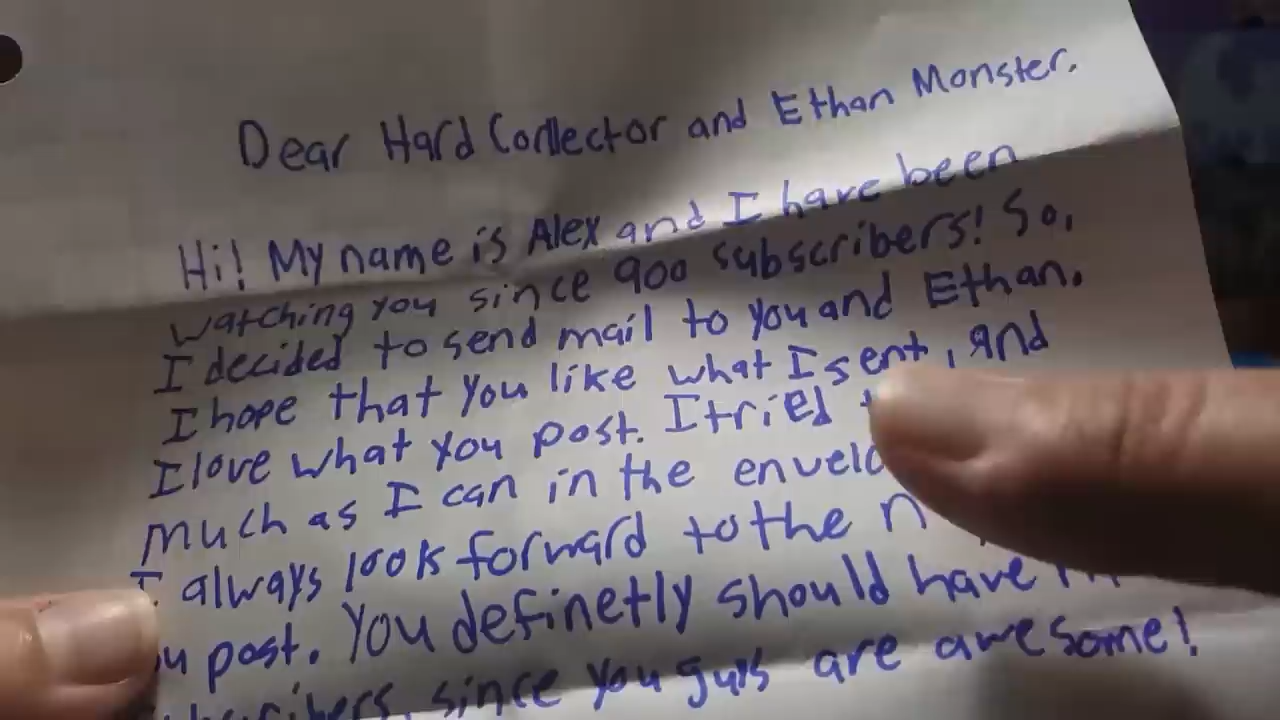 Dear Hard Corllector and Ethan Monster.
Hi! My name is Alex and I have been
watching you since 900 subscribers! So,
I decided to send mail to you and Ethan.
I hope that you like what I sent, and
I love what you post. I tried
much as I can in the
I always look forward to the
post. You definetly should have
since you guys are awesome!